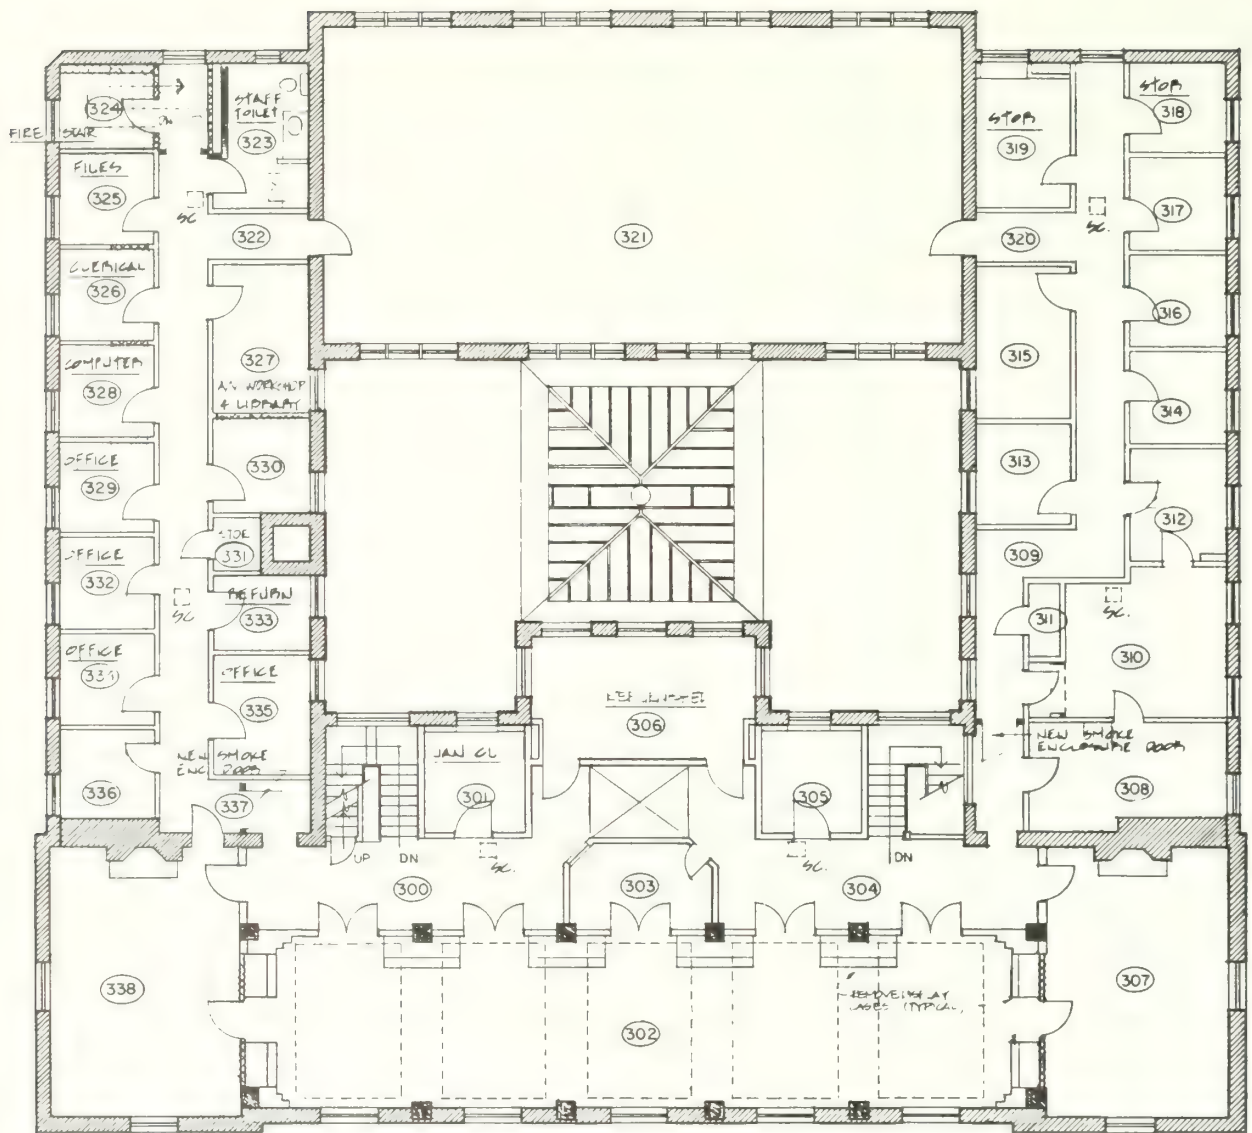 324
FIRE STAIR
STAFF
TOILET
323
STOR
318
STOR
319
FILES
325
SC
SC.
317
322
321
320
CLERICAL
326
316
327
A.V. WORKSHOP
& LIBRARY
315
COMPUTER
328
314
OFFICE
329
330
313
312
STOR
331
309
OFFICE
332
SC
RETURN
333
311
SC.
310
OFFICE
334
OFFICE
335
306
NEW SMOKE
ENCL. DOOR
JAN CL
NEW SMOKE
ENCLOSURE DOOR
336
337
301
305
308
UP
DN
SC.
SC.
DN
300
303
304
338
307
REMOVE DISPLAY
CASES (TYPICAL)
302